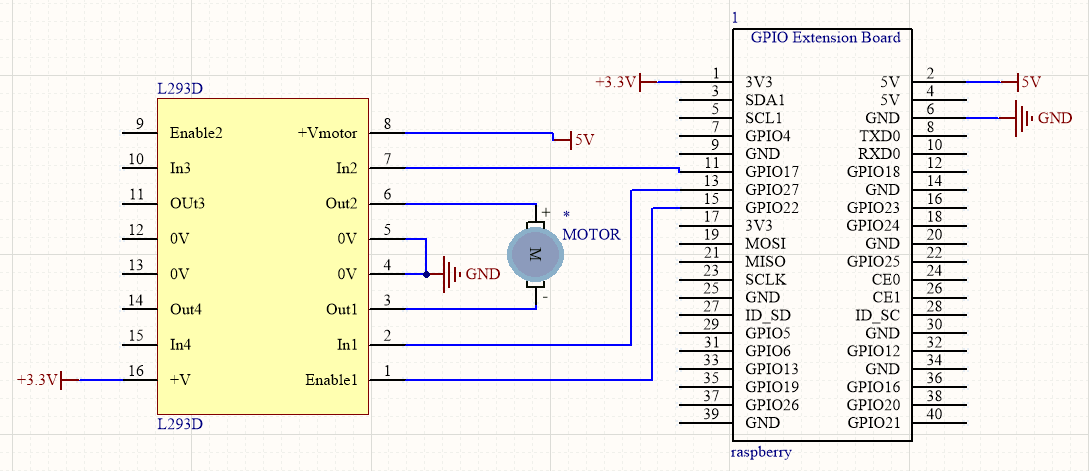 L293D
9 Enable2 +Vmotor 8 5V
10 In3 In2 7
11 OUt3 Out2 6
12 0V 0V 5
13 0V 0V 4 GND
14 Out4 Out1 3
15 In4 In1 2
+3.3V 16 +V Enable1 1
L293D
+ *
MOTOR
M
-
1
GPIO Extension Board
+3.3V 1 3V3 5V 2 5V
3 SDA1 5V 4
5 SCL1 GND 6 GND
7 GPIO4 TXD0 8
9 GND RXD0 10
11 GPIO17 GPIO18 12
13 GPIO27 GND 14
15 GPIO22 GPIO23 16
17 3V3 GPIO24 18
19 MOSI GND 20
21 MISO GPIO25 22
23 SCLK CE0 24
25 GND CE1 26
27 ID_SD ID_SC 28
29 GPIO5 GND 30
31 GPIO6 GPIO12 32
33 GPIO13 GND 34
35 GPIO19 GPIO16 36
37 GPIO26 GPIO20 38
39 GND GPIO21 40
raspberry